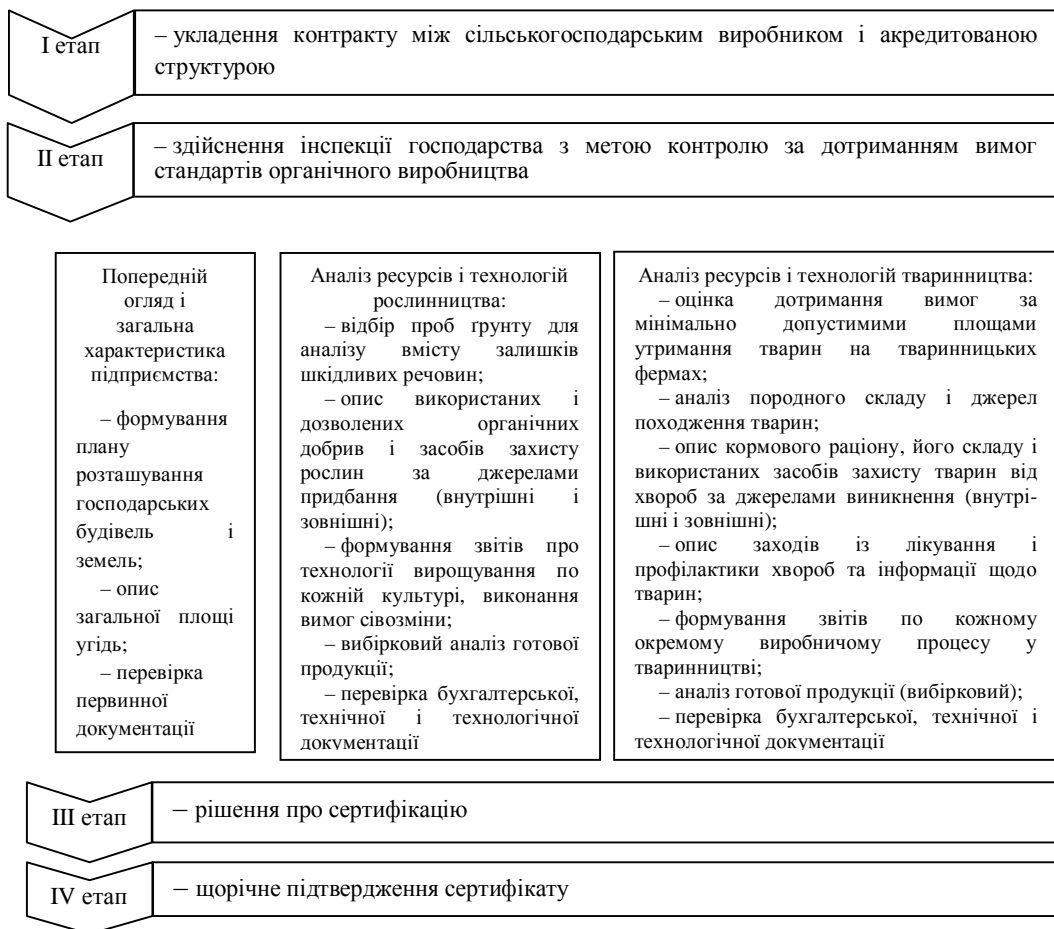 І етап
– укладення контракту між сільськогосподарським виробником і акредитованою
структурою
ІІ етап
– здійснення інспекції господарства з метою контролю за дотриманням вимог
стандартів органічного виробництва
Попередній
огляд і
загальна
характеристика
підприємства:
– формування
плану
розташування
господарських
будівель і
земель;
– опис
загальної площі
угідь;
– перевірка
первинної
документації
Аналіз ресурсів і технологій
рослинництва:
– відбір проб ґрунту для
аналізу вмісту залишків
шкідливих речовин;
– опис використаних і
дозволених органічних
добрив і засобів захисту
рослин за джерелами
придбання (внутрішні і
зовнішні);
– формування звітів про
технології вирощування по
кожній культурі, виконання
вимог сівозміни;
– вибірковий аналіз готової
продукції;
– перевірка бухгалтерської,
технічної і технологічної
документації
Аналіз ресурсів і технологій тваринництва:
– оцінка дотримання вимог за
мінімально допустимими площами
утримання тварин на тваринницьких
фермах;
– аналіз породного складу і джерел
походження тварин;
– опис кормового раціону, його складу і
використаних засобів захисту тварин від
хвороб за джерелами виникнення (внутрі-
шні і зовнішні);
– опис заходів із лікування і
профілактики хвороб та інформації щодо
тварин;
– формування звітів по кожному
окремому виробничому процесу у
тваринництві;
– аналіз готової продукції (вибірковий);
– перевірка бухгалтерської, технічної і
технологічної документації
ІІІ етап
– рішення про сертифікацію
IV етап
– щорічне підтвердження сертифікату